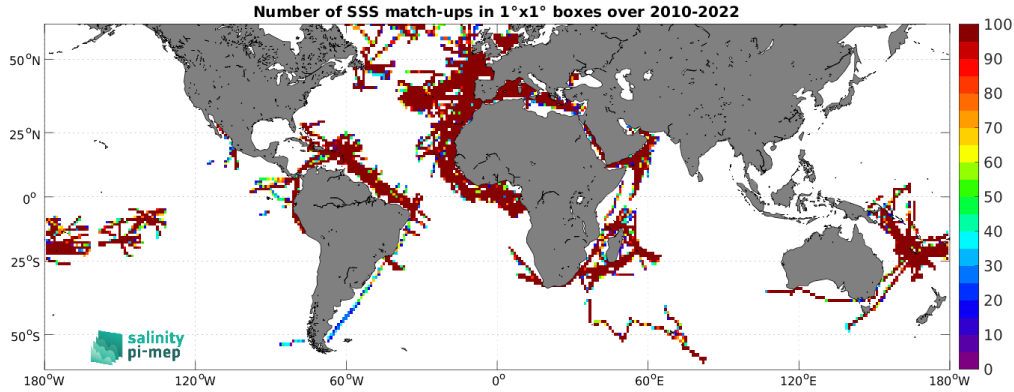 Number of SSS match-ups in 1°x1° boxes over 2010-2022
100
90
80
70
60
50
40
30
20
10
0
50°N
25°N
0°
25°S
50°S
salinity
pi-mep
180°W
120°W
60°W
0°
60°E
120°E
180°W